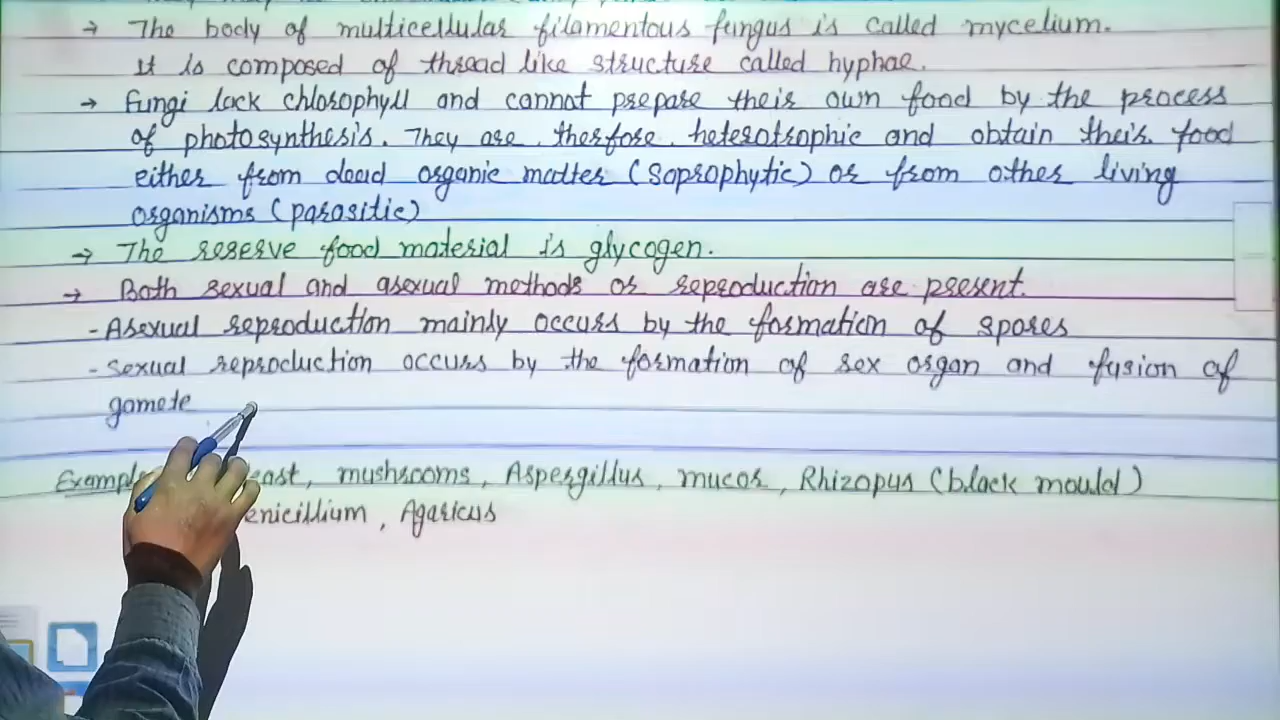 → The body of multicellular filamentous fungus is called mycelium.
It is composed of thread like structure called hyphae.
→ Fungi lack chlorophyll and cannot prepare their own food by the process
of photosynthesis. They are, therfore, heterotrophic and obtain their food
either from dead organic matter (Saprophytic) or from other living
organisms (parasitic)
→ The reserve food material is glycogen.
→ Both sexual and asexual methods or reproduction are present.
- Asexual reproduction mainly occurs by the formation of spores
- Sexual reproduction occurs by the formation of sex organ and fusion of
gamete
mushrooms, Aspergillus, mucor, Rhizopus (black mould)
Agaricus